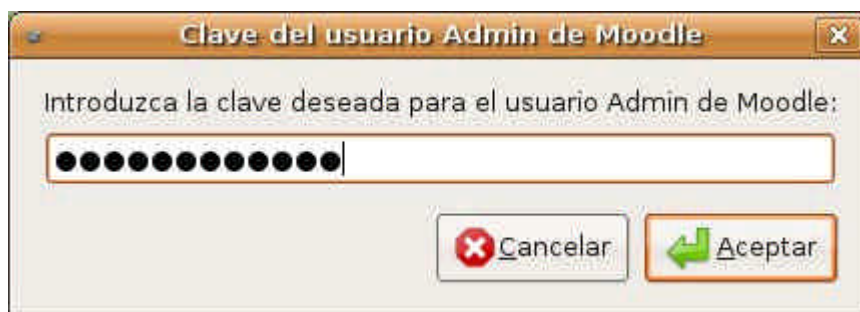 Clave del usuario Admin de Moodle
Introduzca la clave deseada para el usuario Admin de Moodle:
●●●●●●●●●●●●
Cancelar Aceptar